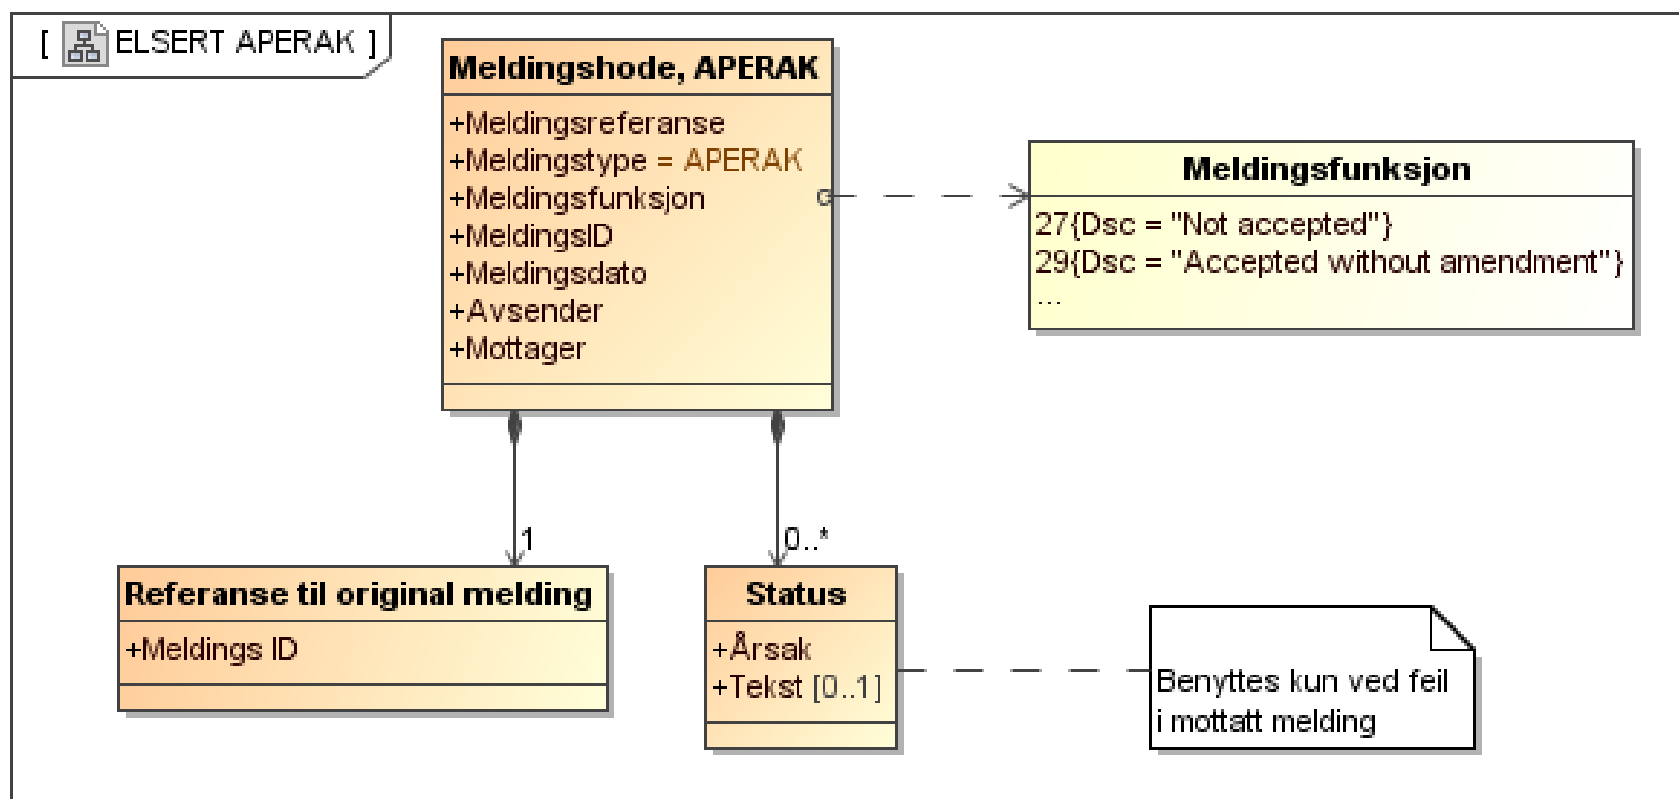 [ ELSERT APERAK ]
Meldingshode, APERAK
+Meldingsreferanse
+Meldingstype = APERAK
+Meldingsfunksjon
+MeldingsID
+Meldingsdato
+Avsender
+Mottager
Meldingsfunksjon
27{Dsc = "Not accepted"}
29{Dsc = "Accepted without amendment"}
...
1
0..*
Referanse til original melding
+Meldings ID
Status
+Årsak
+Tekst [0..1]
Benyttes kun ved feil
i mottatt melding